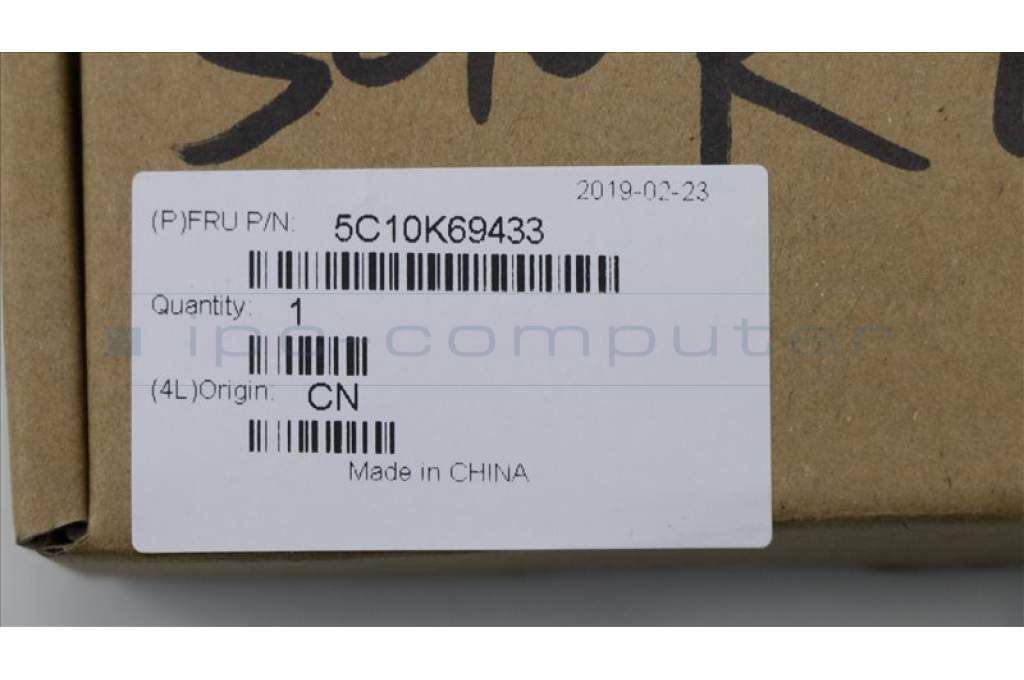 2019-02-23
(P)FRU P/N: 5C10K69433
Quantity: 1
ipc-computer
(4L)Origin: CN
Made in CHINA